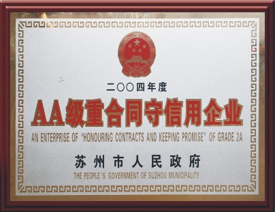 二〇〇四年度
AA级重合同守信用企业
AN ENTERPRISE OF "HONOURING CONTRACTS AND KEEPING PROMISE" OF GRADE 2A
苏州市人民政府
THE PEOPLE'S GOVERNMENT OF SUZHOU MUNICIPALITY